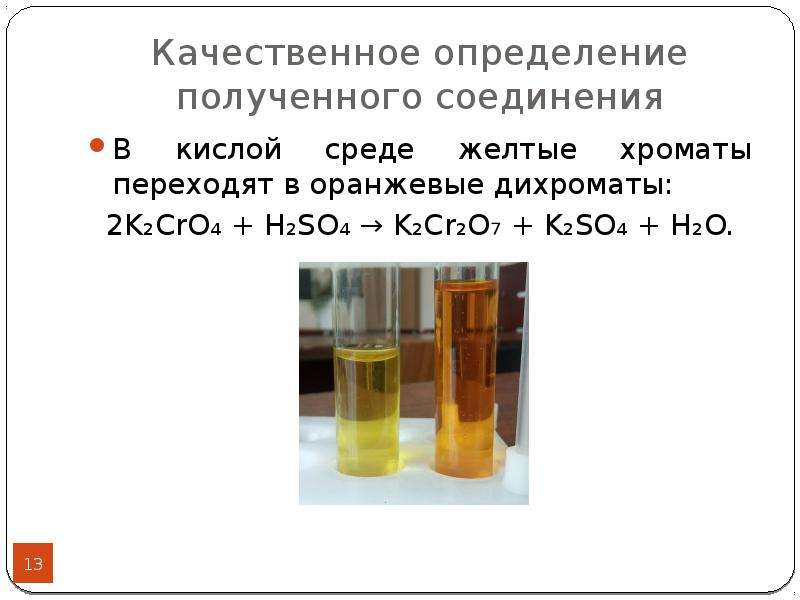 Качественное определение
полученного соединения
В кислой среде желтые хроматы
переходят в оранжевые дихроматы:
2K₂CrO₄ + H₂SO₄ → K₂Cr₂O₇ + K₂SO₄ + H₂O.
13